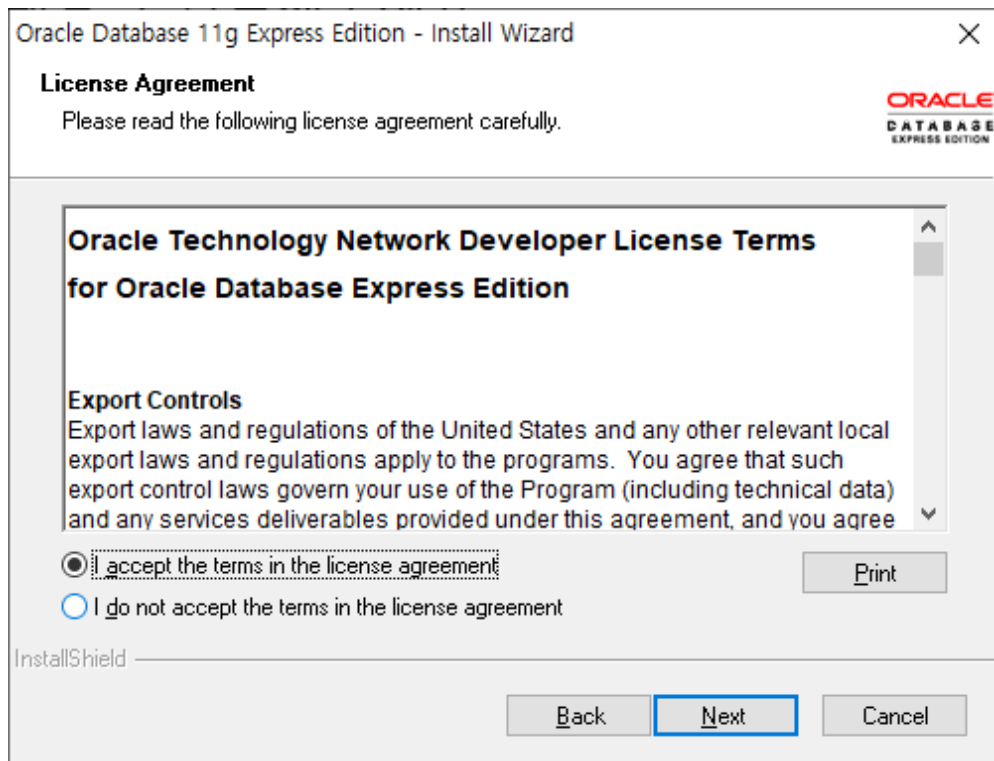 Oracle Database 11g Express Edition - Install Wizard
License Agreement
Please read the following license agreement carefully.
ORACLE
DATABASE
EXPRESS EDITION
Oracle Technology Network Developer License Terms
for Oracle Database Express Edition
Export Controls
Export laws and regulations of the United States and any other relevant local
export laws and regulations apply to the programs.  You agree that such
export control laws govern your use of the Program (including technical data)
and any services deliverables provided under this agreement, and you agree
I accept the terms in the license agreement
Print
I do not accept the terms in the license agreement
InstallShield
Back
Next
Cancel